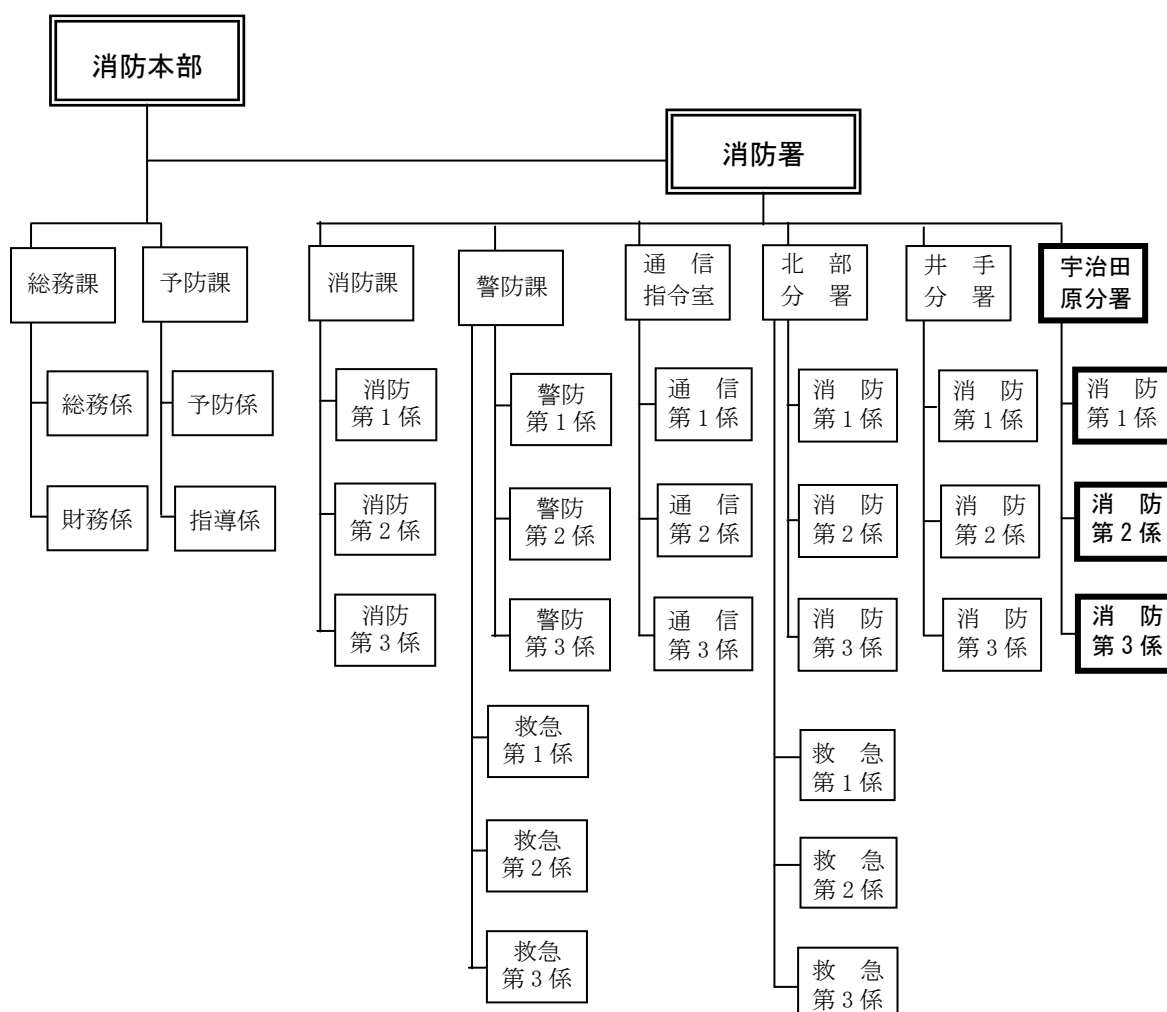 消防本部
消防署
総務課
予防課
消防課
警防課
通　信
指令室
北　部
分　署
井　手
分　署
宇治田
原分署
総務係
予防係
消防
第１係
警防
第１係
通　信
第１係
消　防
第１係
消　防
第１係
消　防
第１係
財務係
指導係
消防
第２係
警防
第２係
通　信
第２係
消　防
第２係
消　防
第２係
消　防
第２係
消防
第３係
警防
第３係
通　信
第３係
消　防
第３係
消　防
第３係
消　防
第３係
救急
第１係
救　急
第１係
救急
第２係
救　急
第２係
救急
第３係
救　急
第３係